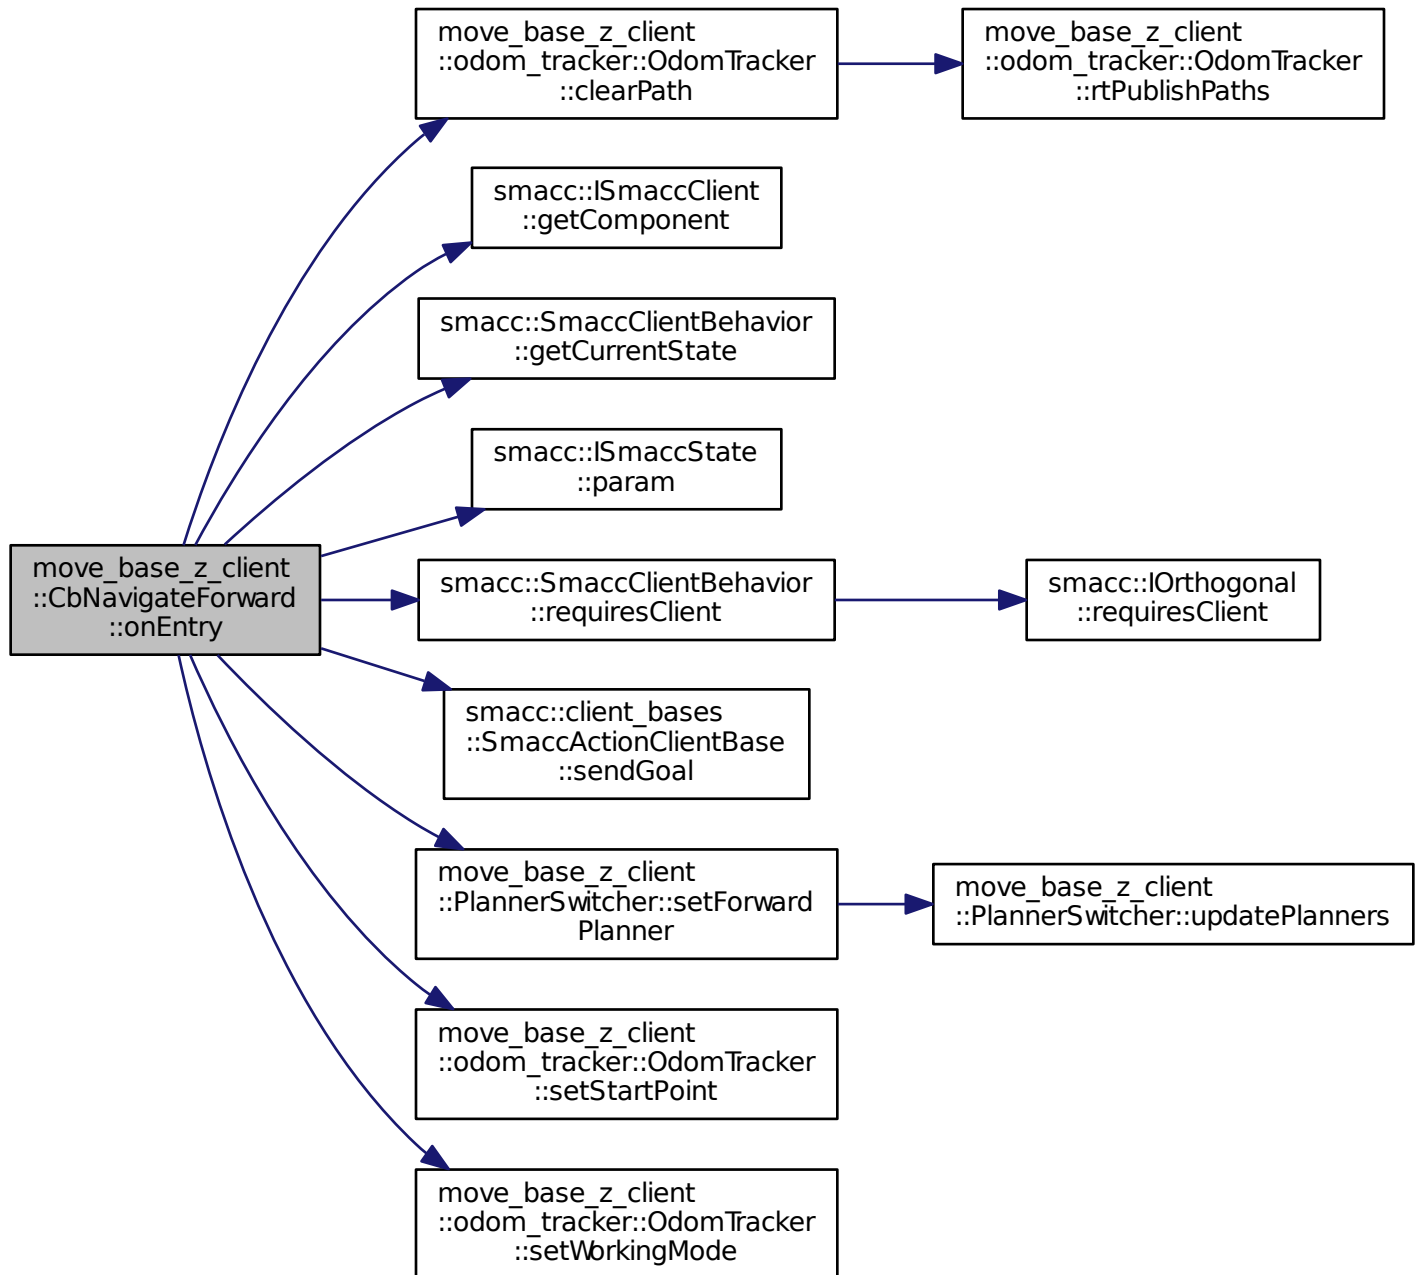 move_base_z_client
::odom_tracker::OdomTracker
::clearPath
move_base_z_client
::odom_tracker::OdomTracker
::rtPublishPaths
smacc::ISmaccClient
::getComponent
smacc::SmaccClientBehavior
::getCurrentState
smacc::ISmaccState
::param
move_base_z_client
::CbNavigateForward
::onEntry
smacc::SmaccClientBehavior
::requiresClient
smacc::IOrthogonal
::requiresClient
smacc::client_bases
::SmaccActionClientBase
::sendGoal
move_base_z_client
::PlannerSwitcher::setForward
Planner
move_base_z_client
::PlannerSwitcher::updatePlanners
move_base_z_client
::odom_tracker::OdomTracker
::setStartPoint
move_base_z_client
::odom_tracker::OdomTracker
::setWorkingMode